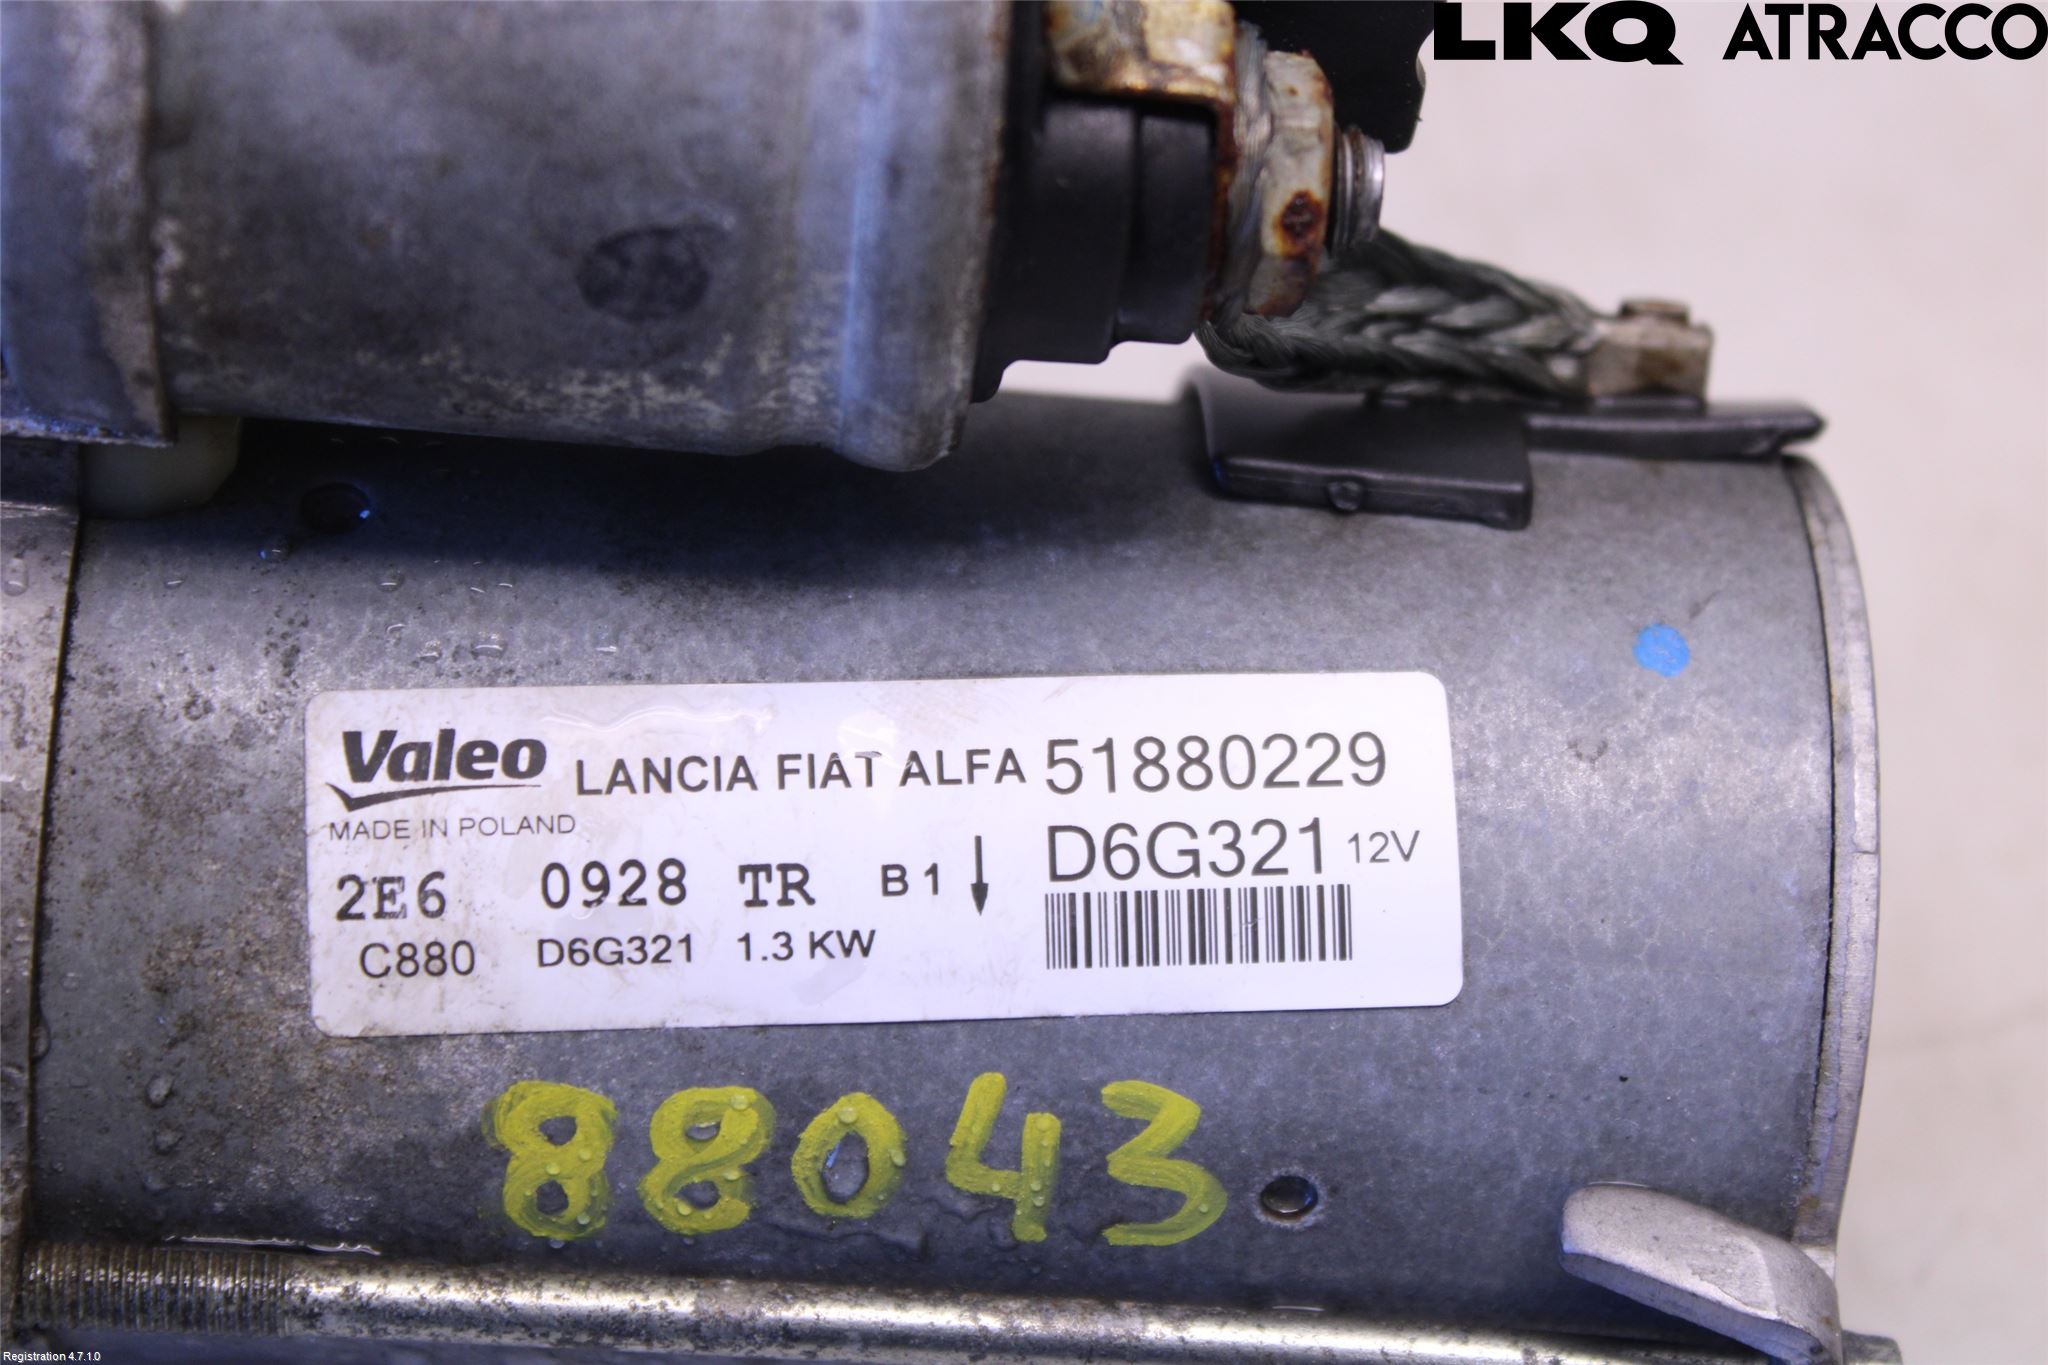 LKQ ATRACCO
Valeo LANCIA FIAT ALFA 51880229
MADE IN POLAND D6G321 12V
2E6 0928 TR B1
C880 D6G321 1.3 KW
88043
Registration 4.7.1.0